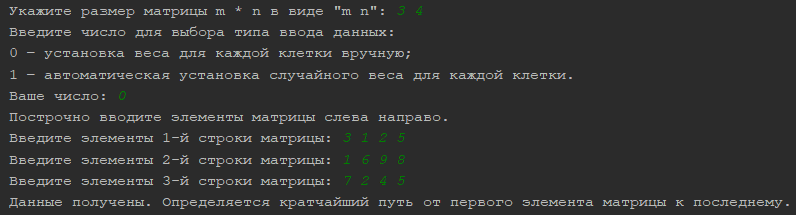 Укажите размер матрицы m * n в виде "m n": 3 4
Введите число для выбора типа ввода данных:
0 – установка веса для каждой клетки вручную;
1 – автоматическая установка случайного веса для каждой клетки.
Ваше число: 0
Построчно вводите элементы матрицы слева направо.
Введите элементы 1-й строки матрицы: 3 1 2 5
Введите элементы 2-й строки матрицы: 1 6 9 8
Введите элементы 3-й строки матрицы: 7 2 4 5
Данные получены. Определяется кратчайший путь от первого элемента матрицы к последнему.